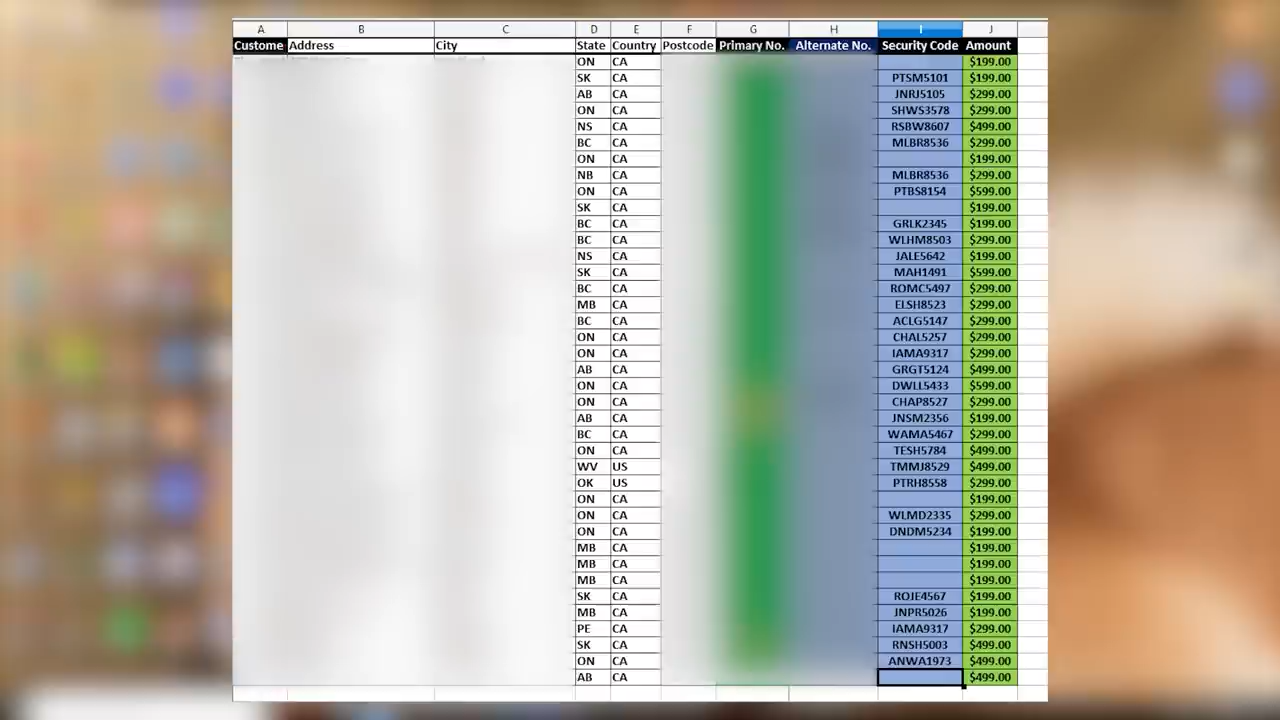 A B C D E F G H I J
Custome Address City State Country Postcode Primary No. Alternate No. Security Code Amount
ON CA $199.00
SK CA PTSM5101 $199.00
AB CA JNRJ5105 $299.00
ON CA SHWS3578 $299.00
NS CA RSBW8607 $499.00
BC CA MLBR8536 $299.00
ON CA $199.00
NB CA MLBR8536 $299.00
ON CA PTBS8154 $599.00
SK CA $199.00
BC CA GRLK2345 $199.00
BC CA WLHM8503 $299.00
NS CA JALE5642 $199.00
SK CA MAH1491 $599.00
BC CA ROMC5497 $299.00
MB CA ELSH8523 $299.00
BC CA ACLG5147 $299.00
ON CA CHAL5257 $299.00
ON CA IAMA9317 $299.00
AB CA GRGT5124 $499.00
ON CA DWLL5433 $599.00
ON CA CHAP8527 $299.00
AB CA JNSM2356 $199.00
BC CA WAMA5467 $299.00
ON CA TESH5784 $499.00
WV US TMMJ8529 $499.00
OK US PTRH8558 $299.00
ON CA $199.00
ON CA WLMD2335 $299.00
ON CA DNDM5234 $299.00
MB CA $199.00
MB CA $199.00
MB CA $199.00
SK CA ROJE4567 $199.00
MB CA JNPR5026 $199.00
PE CA IAMA9317 $299.00
SK CA RNSH5003 $499.00
ON CA ANWA1973 $499.00
AB CA $499.00